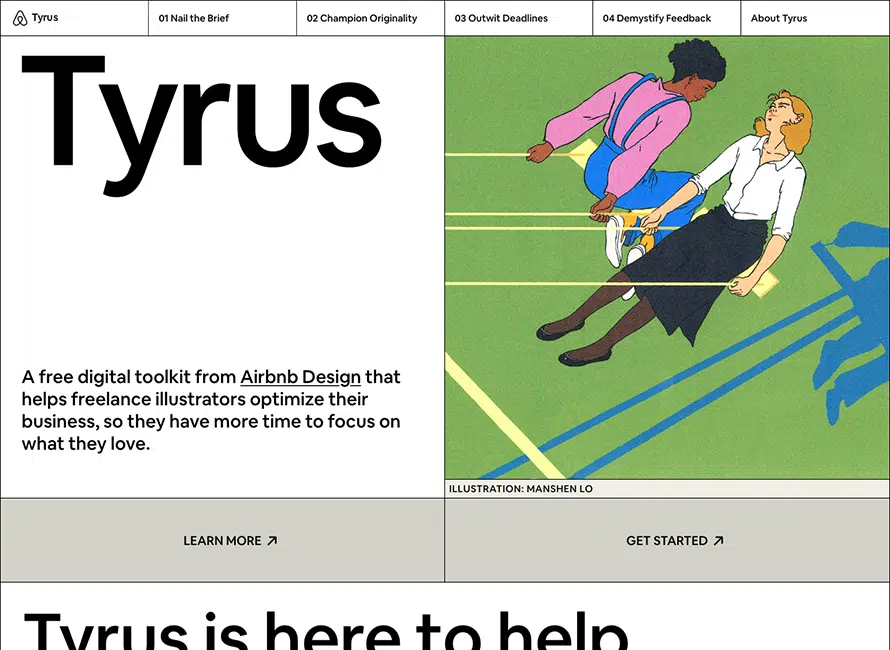 Tyrus
01 Nail the Brief
02 Champion Originality
03 Outwit Deadlines
04 Demystify Feedback
About Tyrus
Tyrus
A free digital toolkit from Airbnb Design that
helps freelance illustrators optimize their
business, so they have more time to focus on
what they love.
ILLUSTRATION: MANSHEN LO
LEARN MORE
GET STARTED
Tyrus is here to help